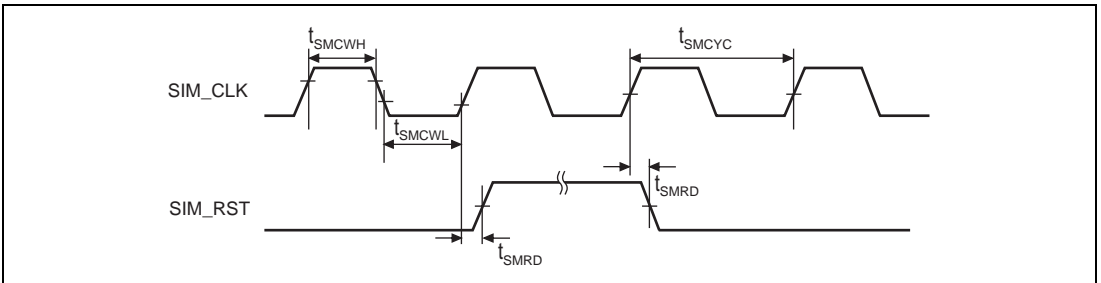 tSMCWH
tSMCYC
SIM_CLK
tSMCWL
tSMRD
SIM_RST
tSMRD